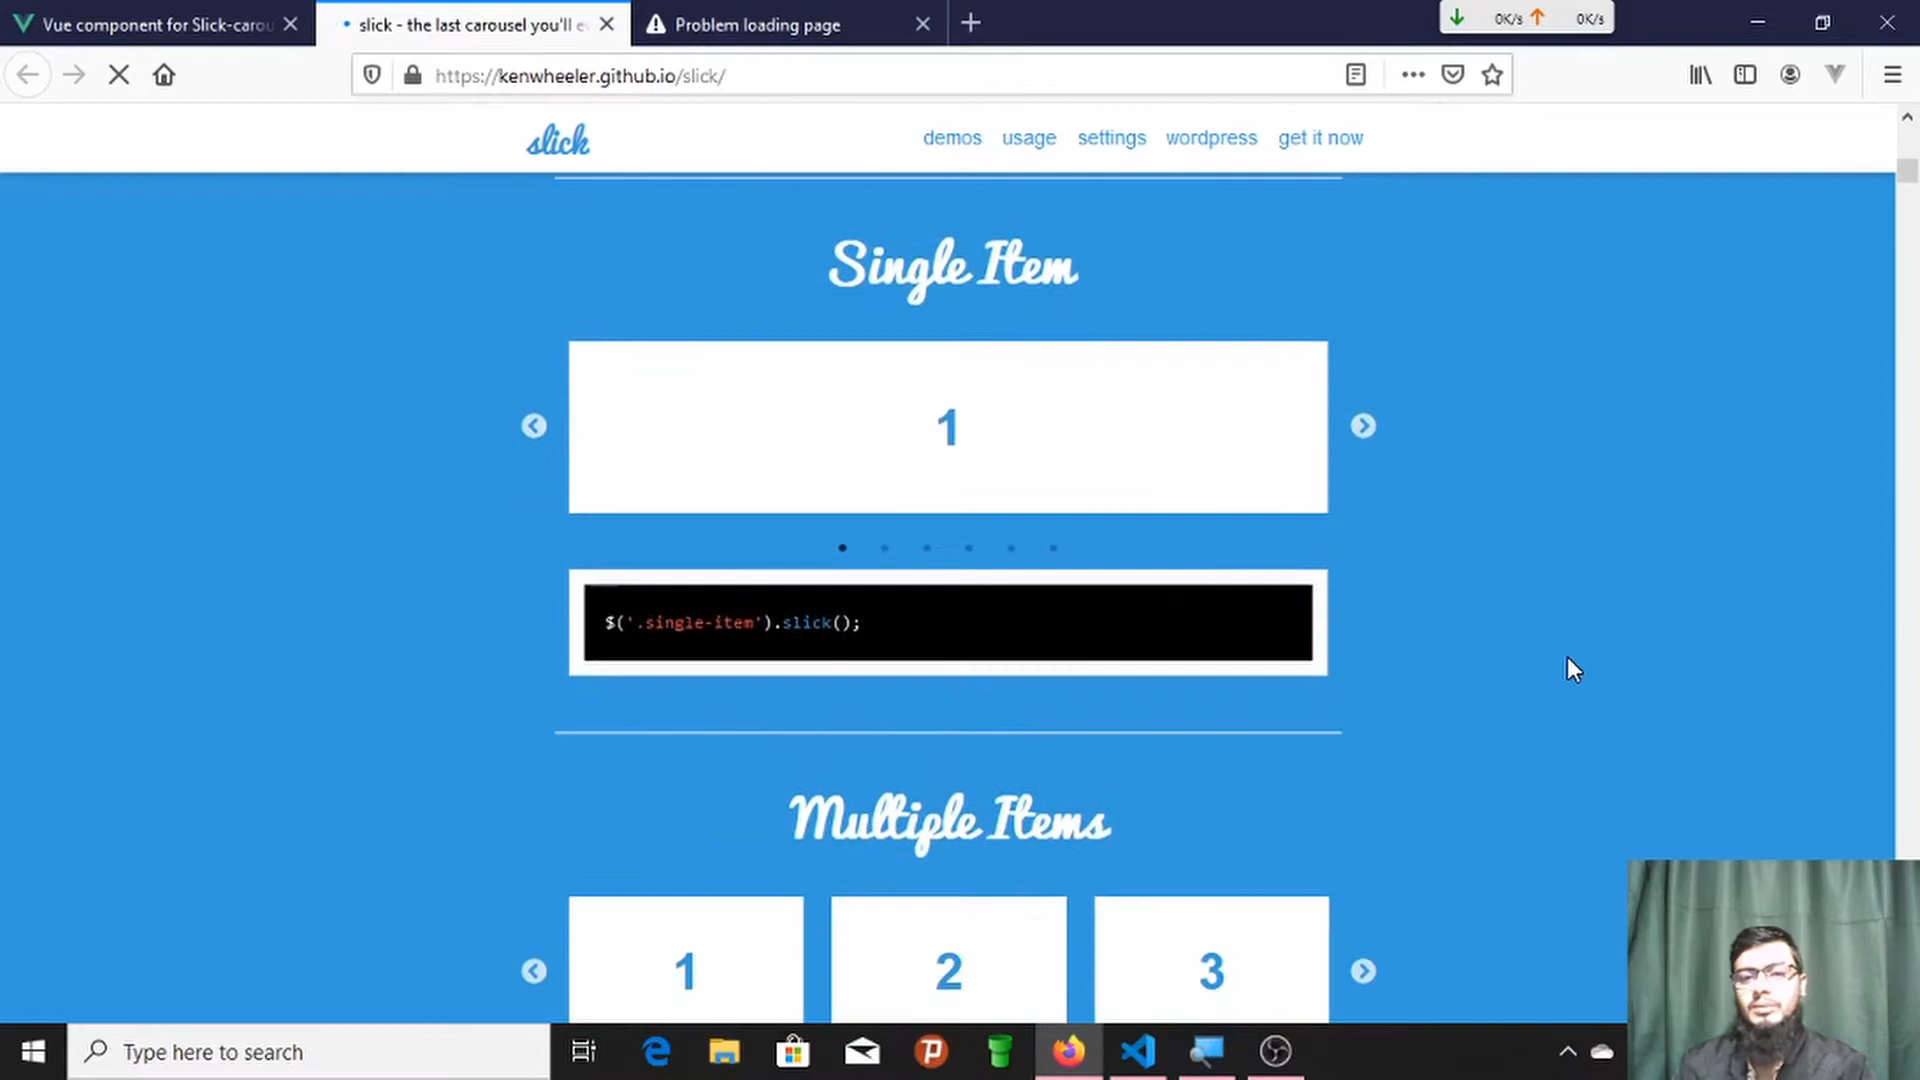 Vue component for Slick-carou
slick - the last carousel you'll e
Problem loading page
0K/s 0K/s
https://kenwheeler.github.io/slick/
slick
demos usage settings wordpress get it now
Single Item
1
$('.single-item').slick();
Multiple Items
1 2 3
Type here to search